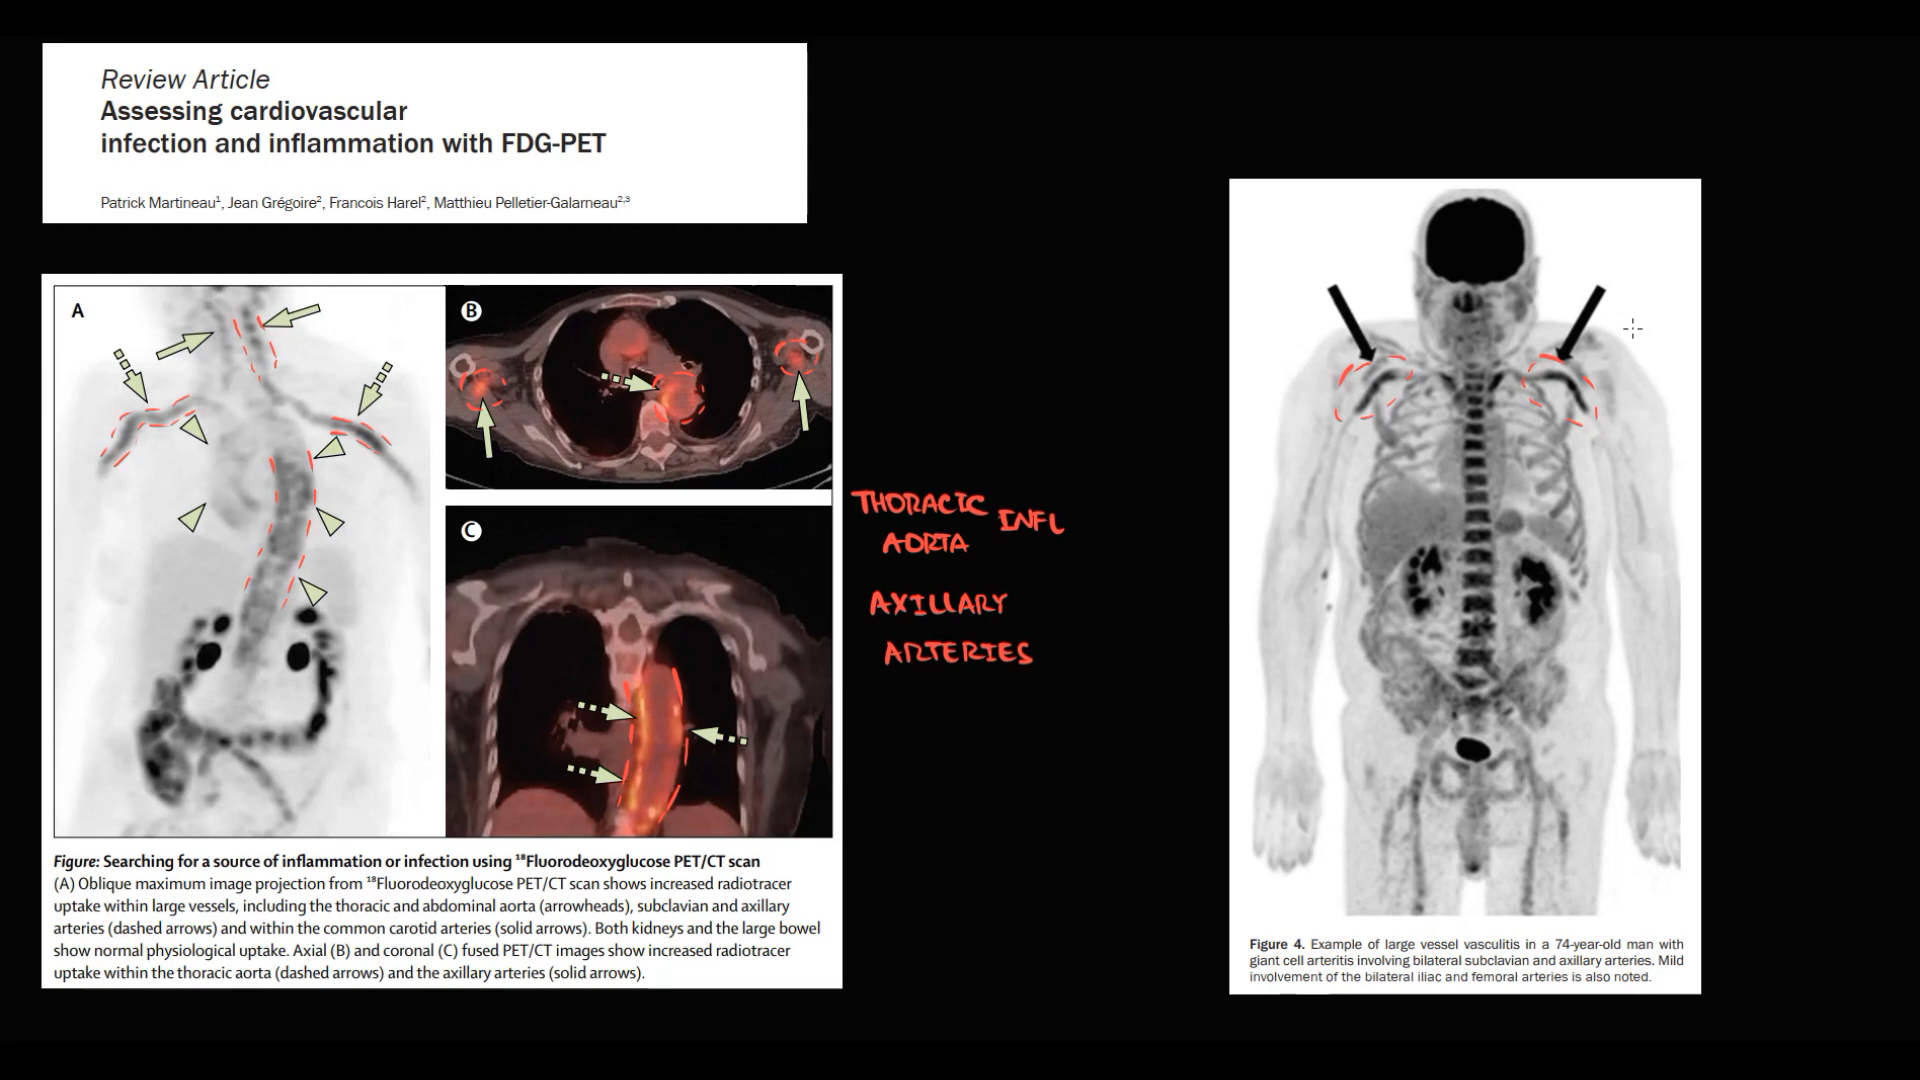 Review Article
Assessing cardiovascular
infection and inflammation with FDG-PET
Patrick Martineau¹, Jean Grégoire², Francois Harel², Matthieu Pelletier-Galarneau²,³
A
B
C
Figure: Searching for a source of inflammation or infection using ¹⁸Fluorodeoxyglucose PET/CT scan
(A) Oblique maximum image projection from ¹⁸Fluorodeoxyglucose PET/CT scan shows increased radiotracer
uptake within large vessels, including the thoracic and abdominal aorta (arrowheads), subclavian and axillary
arteries (dashed arrows) and within the common carotid arteries (solid arrows). Both kidneys and the large bowel
show normal physiological uptake. Axial (B) and coronal (C) fused PET/CT images show increased radiotracer
uptake within the thoracic aorta (dashed arrows) and the axillary arteries (solid arrows).
THORACIC INFL
AORTA
AXILLARY
ARTERIES
Figure 4. Example of large vessel vasculitis in a 74-year-old man with
giant cell arteritis involving bilateral subclavian and axillary arteries. Mild
involvement of the bilateral iliac and femoral arteries is also noted.